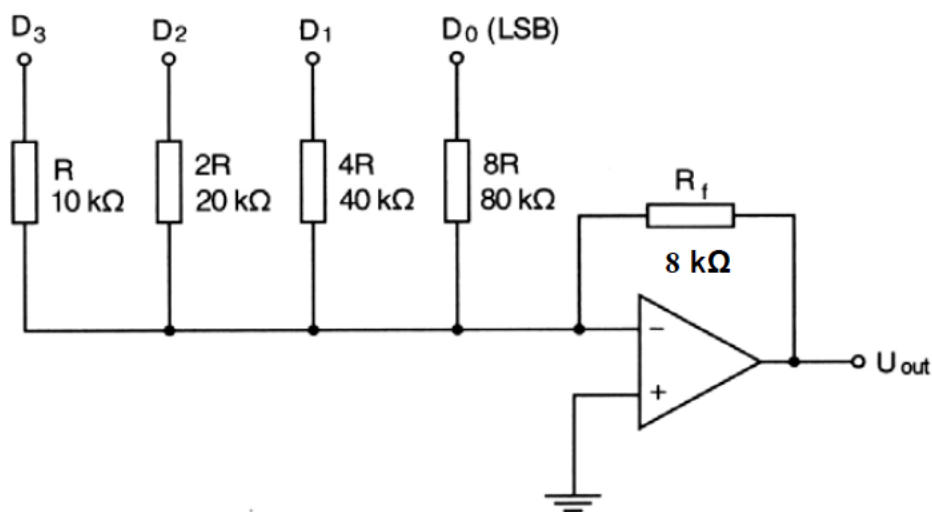 D3 D2 D1 D0 (LSB)
R 2R 4R 8R
10 kΩ 20 kΩ 40 kΩ 80 kΩ
Rf
8 kΩ
−
+
Uout